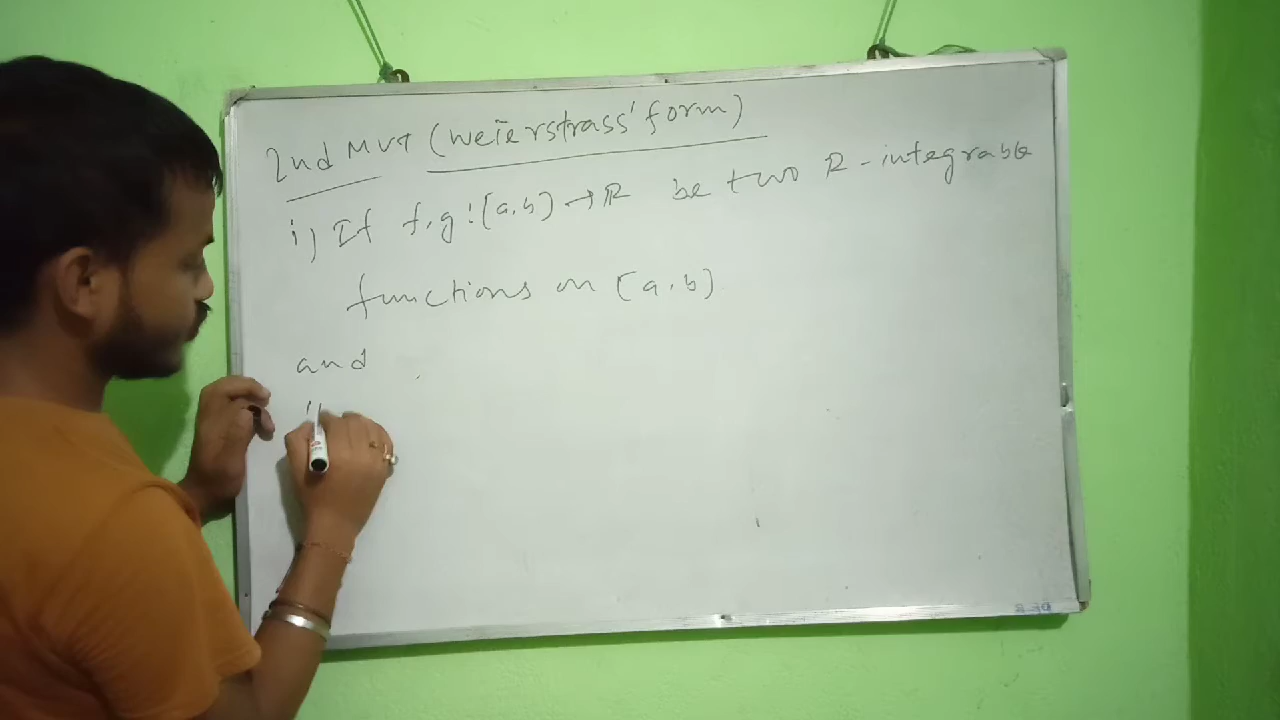 2nd MVT (Weierstrass' form)
i) If f,g:[a,b]→ℝ be two R-integrable
functions on [a,b]
and